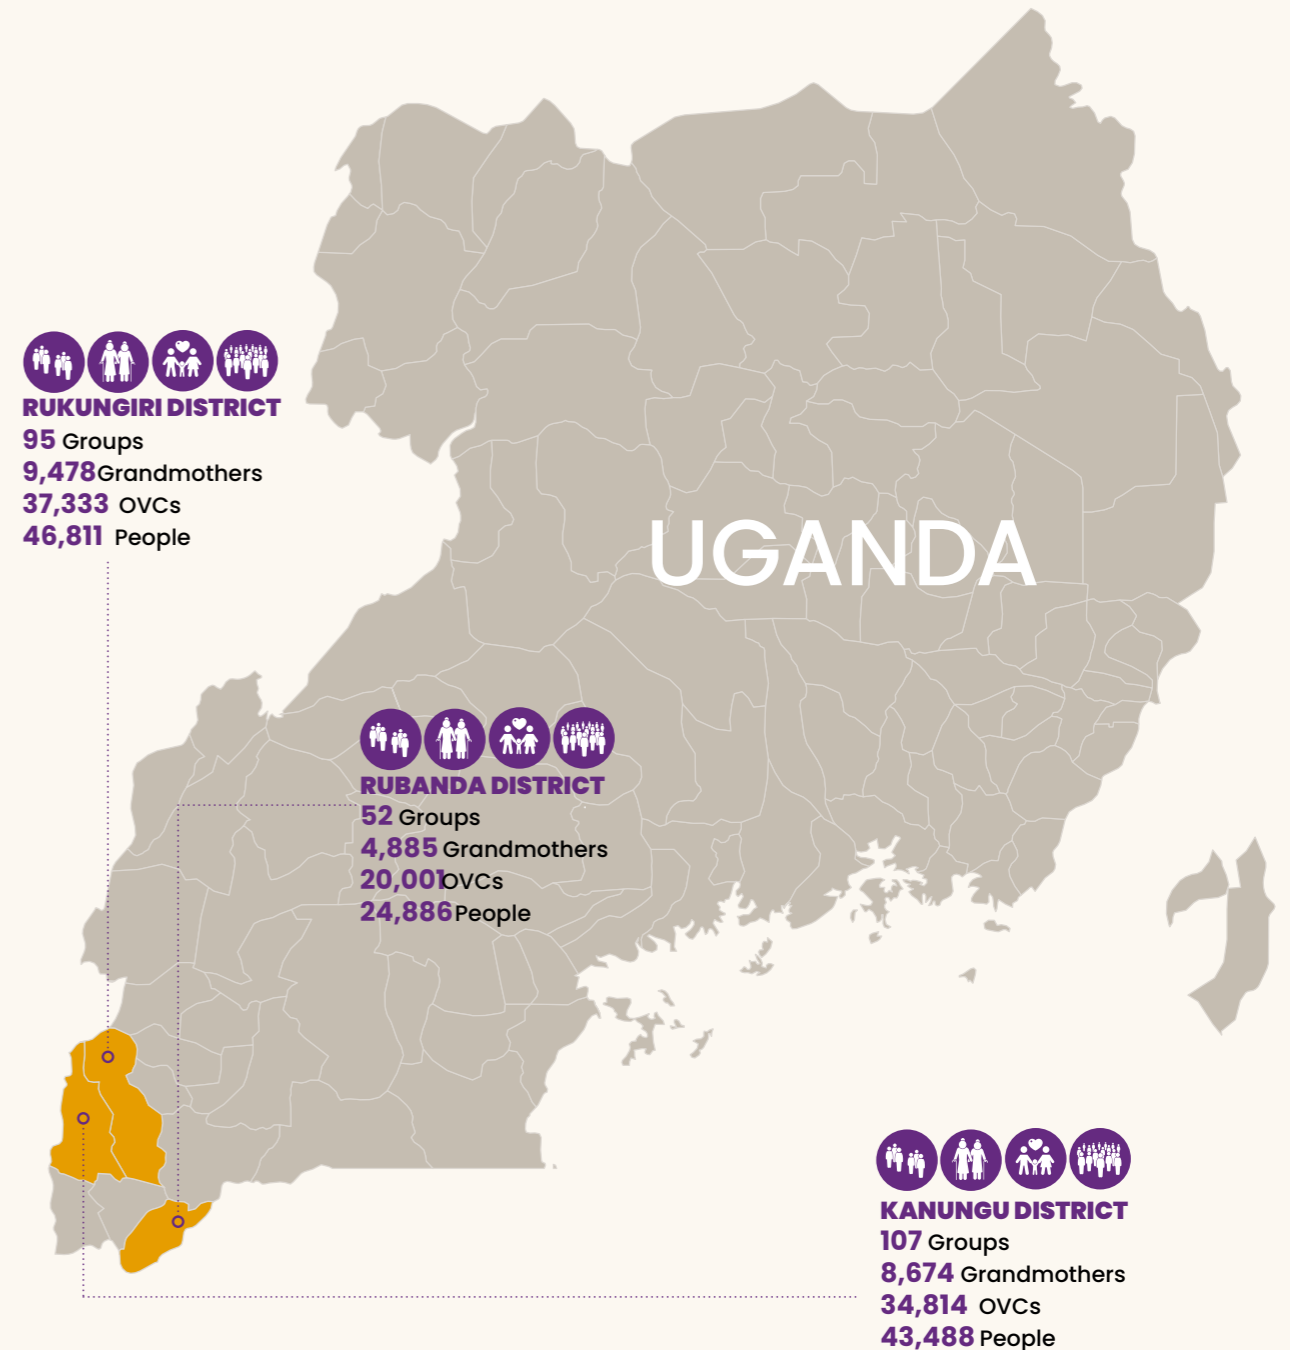 RUKUNGIRI DISTRICT
95 Groups
9,478 Grandmothers
37,333 OVCs
46,811 People
UGANDA
RUBANDA DISTRICT
52 Groups
4,885 Grandmothers
20,001 OVCs
24,886 People
KANUNGU DISTRICT
107 Groups
8,674 Grandmothers
34,814 OVCs
43,488 People